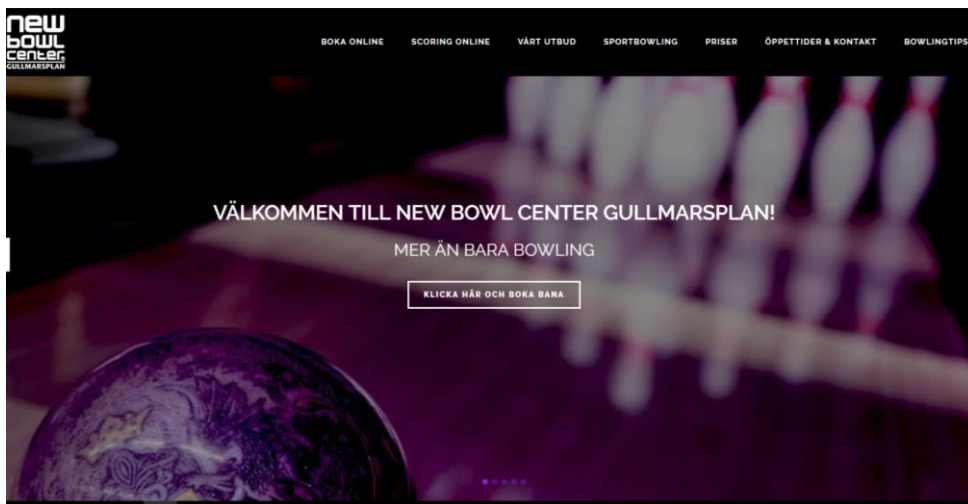 new
bowl
center
GULLMARSPLAN
BOKA ONLINE SCORING ONLINE VÅRT UTBUD SPORTBOWLING PRISER ÖPPETTIDER & KONTAKT BOWLINGTIPS
VÄLKOMMEN TILL NEW BOWL CENTER GULLMARSPLAN!
MER ÄN BARA BOWLING
KLICKA HÄR OCH BOKA BANA